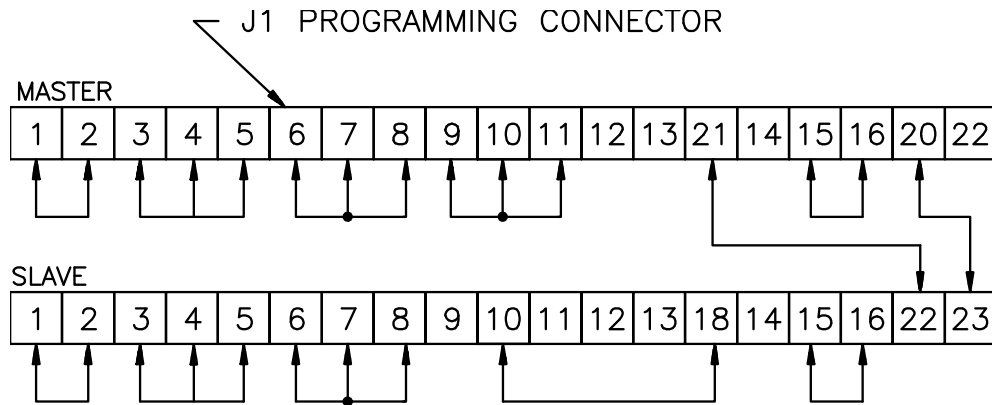 J1 PROGRAMMING CONNECTOR
MASTER
1 2 3 4 5 6 7 8 9 10 11 12 13 21 14 15 16 20 22
SLAVE
1 2 3 4 5 6 7 8 9 10 11 12 13 18 14 15 16 22 23